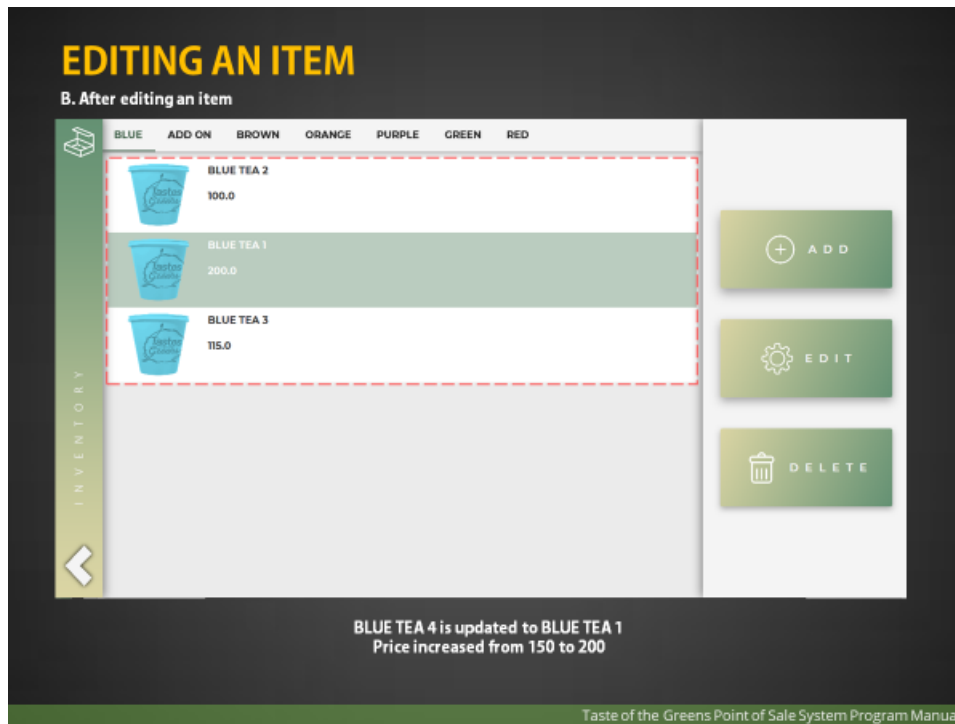 EDITING AN ITEM
B. After editing an item
BLUE ADD ON BROWN ORANGE PURPLE GREEN RED
BLUE TEA 2
100.0
BLUE TEA 1
200.0
BLUE TEA 3
115.0
ADD
EDIT
DELETE
INVENTORY
BLUE TEA 4 is updated to BLUE TEA 1
Price increased from 150 to 200
Taste of the Greens Point of Sale System Program Manua